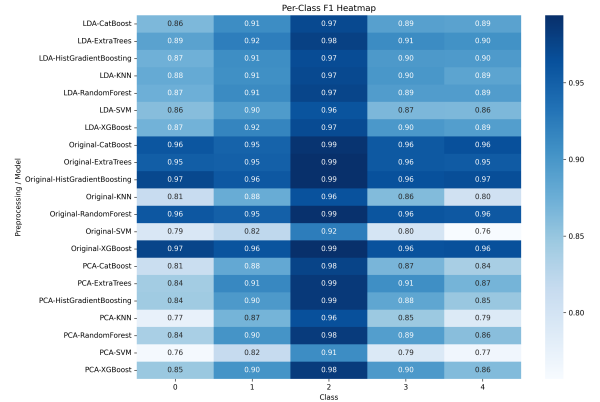 Per-Class F1 Heatmap
Preprocessing / Model
LDA-CatBoost 0.86 0.91 0.97 0.89 0.89
LDA-ExtraTrees 0.89 0.92 0.98 0.91 0.90
LDA-HistGradientBoosting 0.87 0.91 0.97 0.90 0.90
LDA-KNN 0.88 0.91 0.97 0.90 0.89
LDA-RandomForest 0.87 0.91 0.97 0.89 0.89
LDA-SVM 0.86 0.90 0.96 0.87 0.86
LDA-XGBoost 0.87 0.92 0.97 0.90 0.89
Original-CatBoost 0.96 0.95 0.99 0.96 0.96
Original-ExtraTrees 0.95 0.95 0.99 0.96 0.95
Original-HistGradientBoosting 0.97 0.96 0.99 0.96 0.96
Original-KNN 0.81 0.88 0.96 0.86 0.80
Original-RandomForest 0.96 0.95 0.99 0.96 0.96
Original-SVM 0.79 0.82 0.92 0.80 0.76
Original-XGBoost 0.97 0.96 0.99 0.96 0.96
PCA-CatBoost 0.81 0.88 0.98 0.87 0.84
PCA-ExtraTrees 0.84 0.91 0.99 0.91 0.87
PCA-HistGradientBoosting 0.84 0.90 0.99 0.88 0.85
PCA-KNN 0.77 0.87 0.96 0.85 0.79
PCA-RandomForest 0.84 0.90 0.98 0.89 0.86
PCA-SVM 0.76 0.82 0.91 0.79 0.77
PCA-XGBoost 0.85 0.90 0.98 0.90 0.86
0 1 2 3 4
Class
0.95
0.90
0.85
0.80